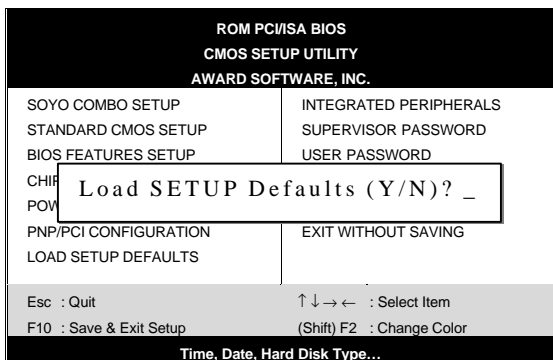 ROM PCI/ISA BIOS
CMOS SETUP UTILITY
AWARD SOFTWARE, INC.
SOYO COMBO SETUP
STANDARD CMOS SETUP
BIOS FEATURES SETUP
CHIP
POW
PNP/PCI CONFIGURATION
LOAD SETUP DEFAULTS
INTEGRATED PERIPHERALS
SUPERVISOR PASSWORD
USER PASSWORD
EXIT WITHOUT SAVING
Load SETUP Defaults (Y/N)? _
Esc : Quit
↑↓→← : Select Item
F10 : Save & Exit Setup
(Shift) F2 : Change Color
Time, Date, Hard Disk Type…